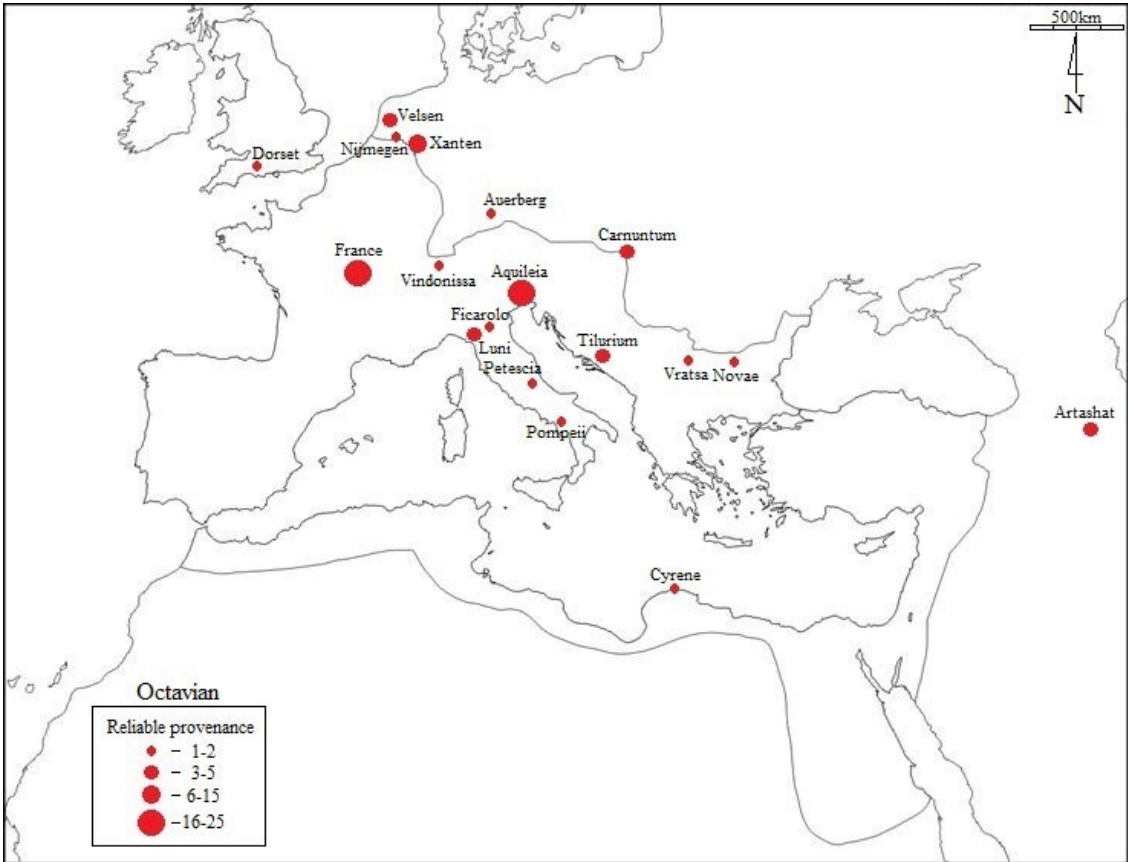 500km
N
Velsen
Nijmegen
Xanten
Dorset
Auerberg
Carnuntum
France
Vindonissa
Aquileia
Ficarolo
Luni
Tilurium
Petescia
Vratsa
Novae
Artashat
Pompeii
Cyrene
Octavian
Reliable provenance
– 1-2
– 3-5
– 6-15
–16-25